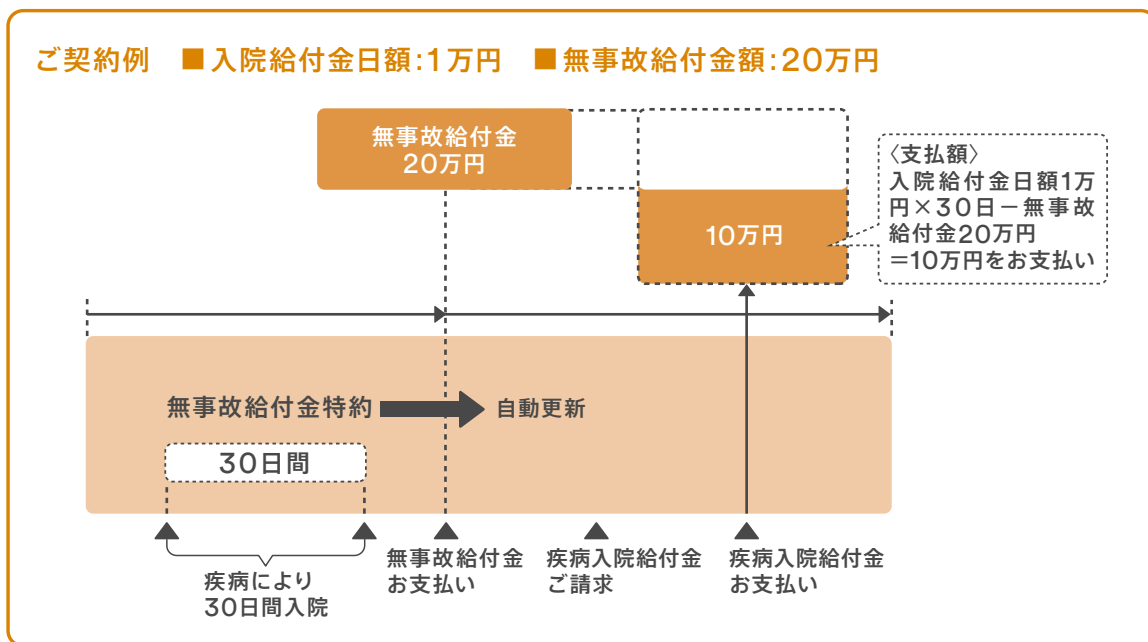 ご契約例 ■入院給付金日額:1万円 ■無事故給付金額:20万円
無事故給付金
20万円
10万円
〈支払額〉
入院給付金日額1万
円×30日－無事故
給付金20万円
＝10万円をお支払い
無事故給付金特約
自動更新
30日間
疾病により
30日間入院
無事故給付金
お支払い
疾病入院給付金
ご請求
疾病入院給付金
お支払い